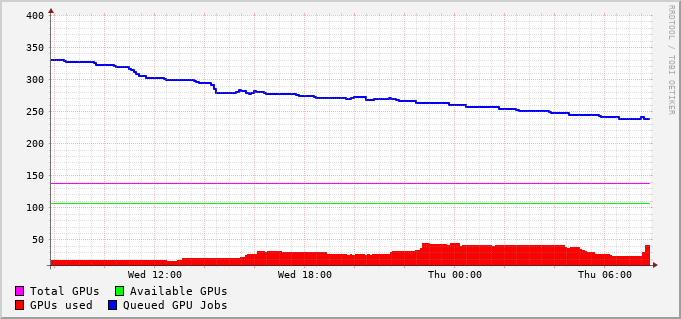 400
350
300
250
200
150
100
50
Wed 12:00 Wed 18:00 Thu 00:00 Thu 06:00
Total GPUs Available GPUs
GPUs used Queued GPU Jobs
RRDTOOL / TOBI OETIKER